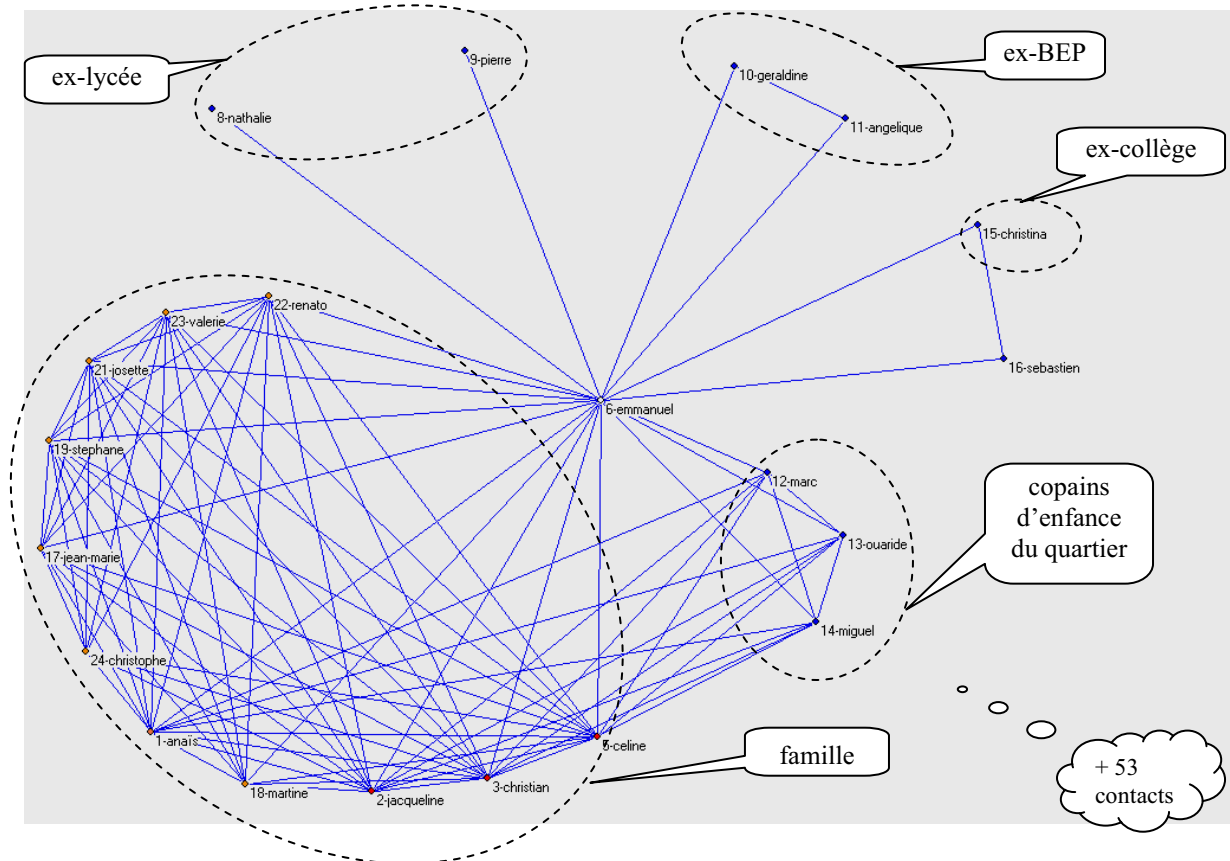 ex-lycée
9-pierre
8-nathalie
10-geraldine
ex-BEP
11-angelique
ex-collège
15-christina
16-sebastien
22-renato
23-valerie
21-josette
6-emmanuel
19-stephane
12-marc
copains
d'enfance
du quartier
13-ouaride
17-jean-marie
14-miguel
24-christophe
1-anaïs
5-celine
18-martine
2-jacqueline
3-christian
famille
+ 53
contacts